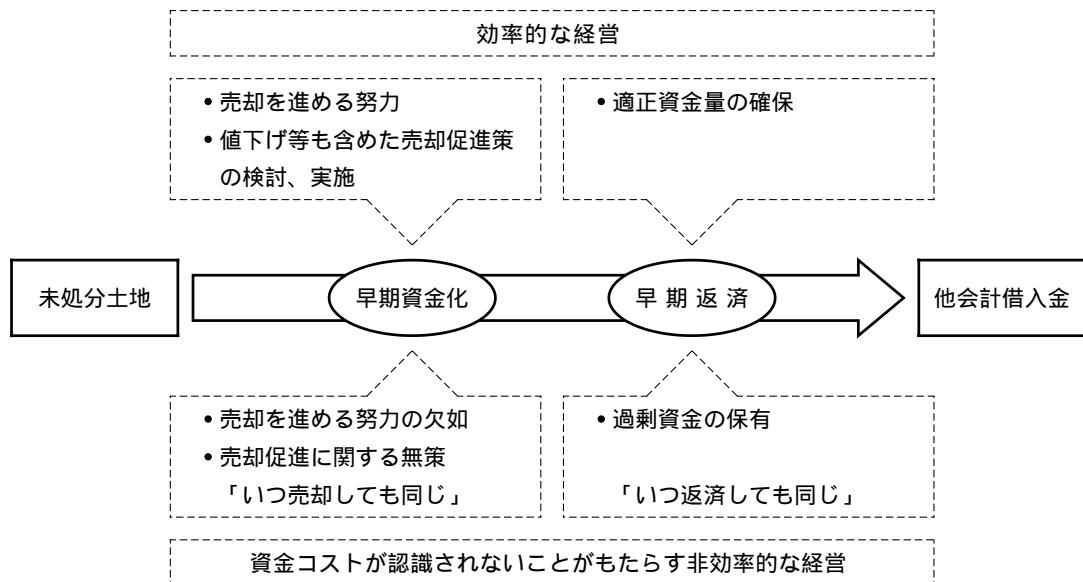 効率的な経営
• 売却を進める努力
• 値下げ等も含めた売却促進策
の検討、実施
• 適正資金量の確保
未処分土地
早期資金化
早期返済
他会計借入金
• 売却を進める努力の欠如
• 売却促進に関する無策
「いつ売却しても同じ」
• 過剰資金の保有
「いつ返済しても同じ」
資金コストが認識されないことがもたらす非効率的な経営